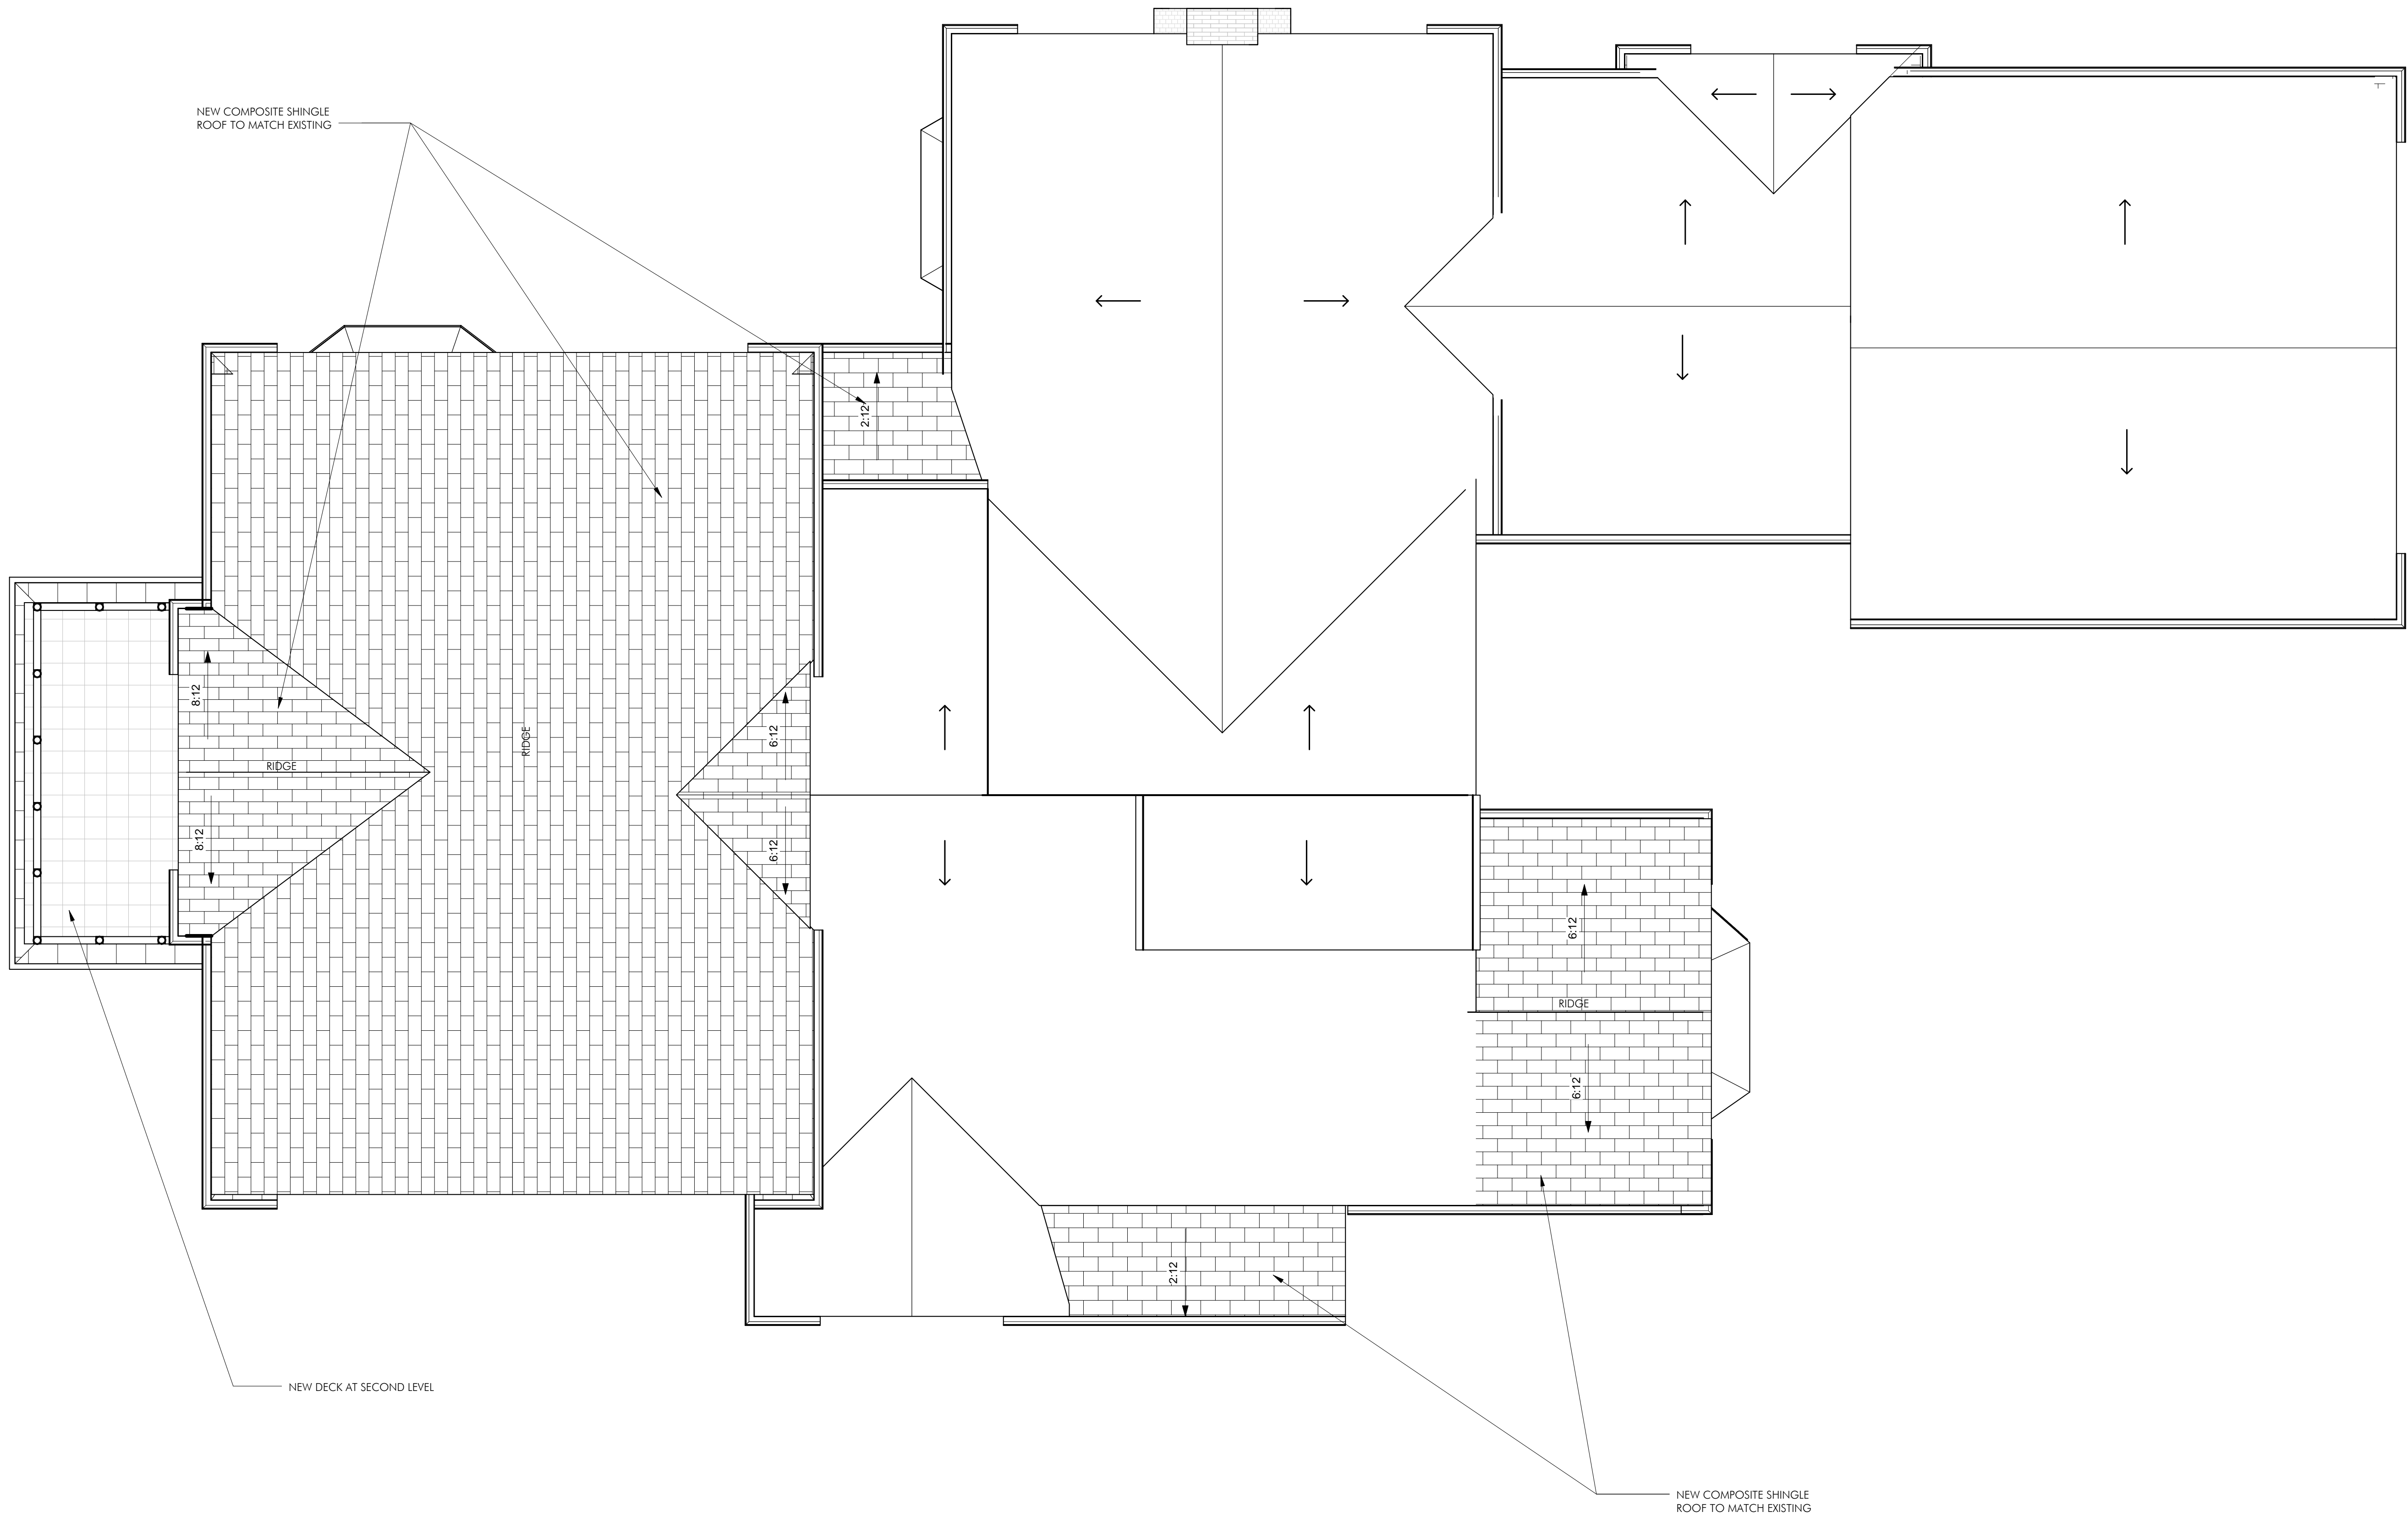 NEW COMPOSITE SHINGLE
ROOF TO MATCH EXISTING
2:12
8:12
RIDGE
8:12
RIDGE
6:12
6:12
6:12
RIDGE
6:12
2:12
NEW DECK AT SECOND LEVEL
NEW COMPOSITE SHINGLE
ROOF TO MATCH EXISTING